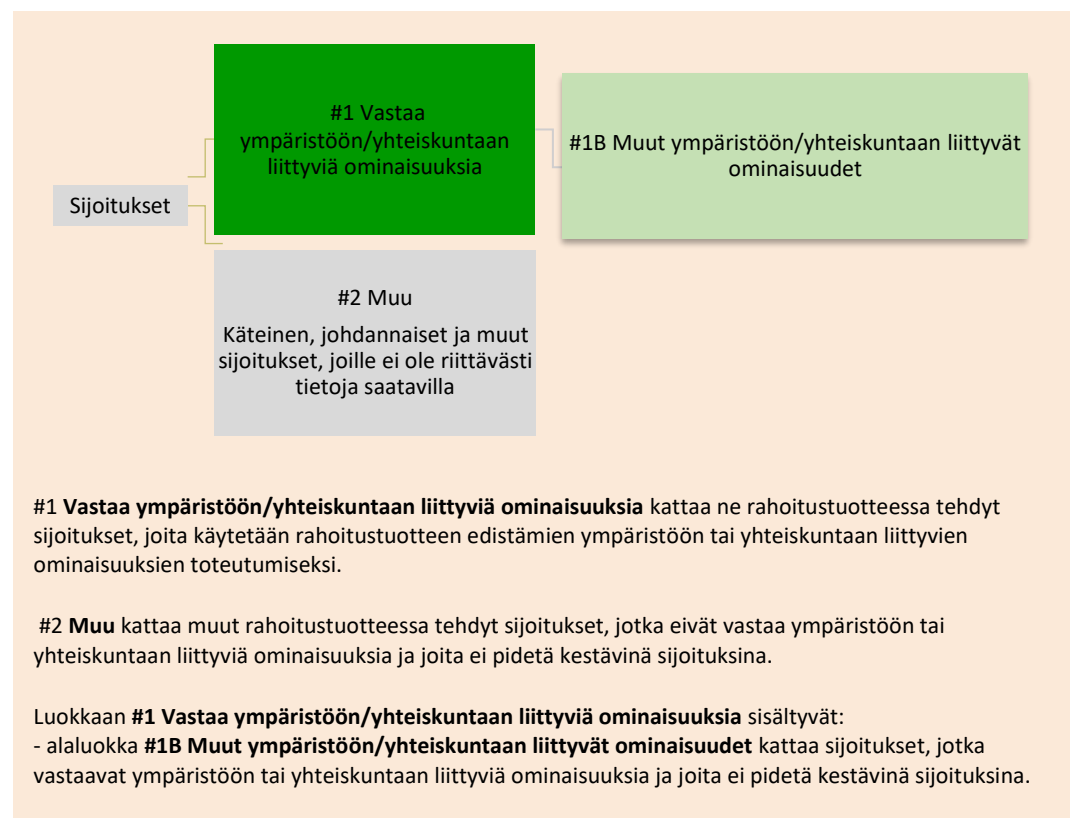 #1 Vastaa
ympäristöön/yhteiskuntaan
liittyviä ominaisuuksia
#1B Muut ympäristöön/yhteiskuntaan liittyvät
ominaisuudet
Sijoitukset
#2 Muu
Käteinen, johdannaiset ja muut
sijoitukset, joille ei ole riittävästi
tietoja saatavilla
#1 Vastaa ympäristöön/yhteiskuntaan liittyviä ominaisuuksia kattaa ne rahoitustuotteessa tehdyt
sijoitukset, joita käytetään rahoitustuotteen edistämien ympäristöön tai yhteiskuntaan liittyvien
ominaisuuksien toteutumiseksi.
#2 Muu kattaa muut rahoitustuotteessa tehdyt sijoitukset, jotka eivät vastaa ympäristöön tai
yhteiskuntaan liittyviä ominaisuuksia ja joita ei pidetä kestävinä sijoituksina.
Luokkaan #1 Vastaa ympäristöön/yhteiskuntaan liittyviä ominaisuuksia sisältyvät:
- alaluokka #1B Muut ympäristöön/yhteiskuntaan liittyvät ominaisuudet kattaa sijoitukset, jotka
vastaavat ympäristöön tai yhteiskuntaan liittyviä ominaisuuksia ja joita ei pidetä kestävinä sijoituksina.